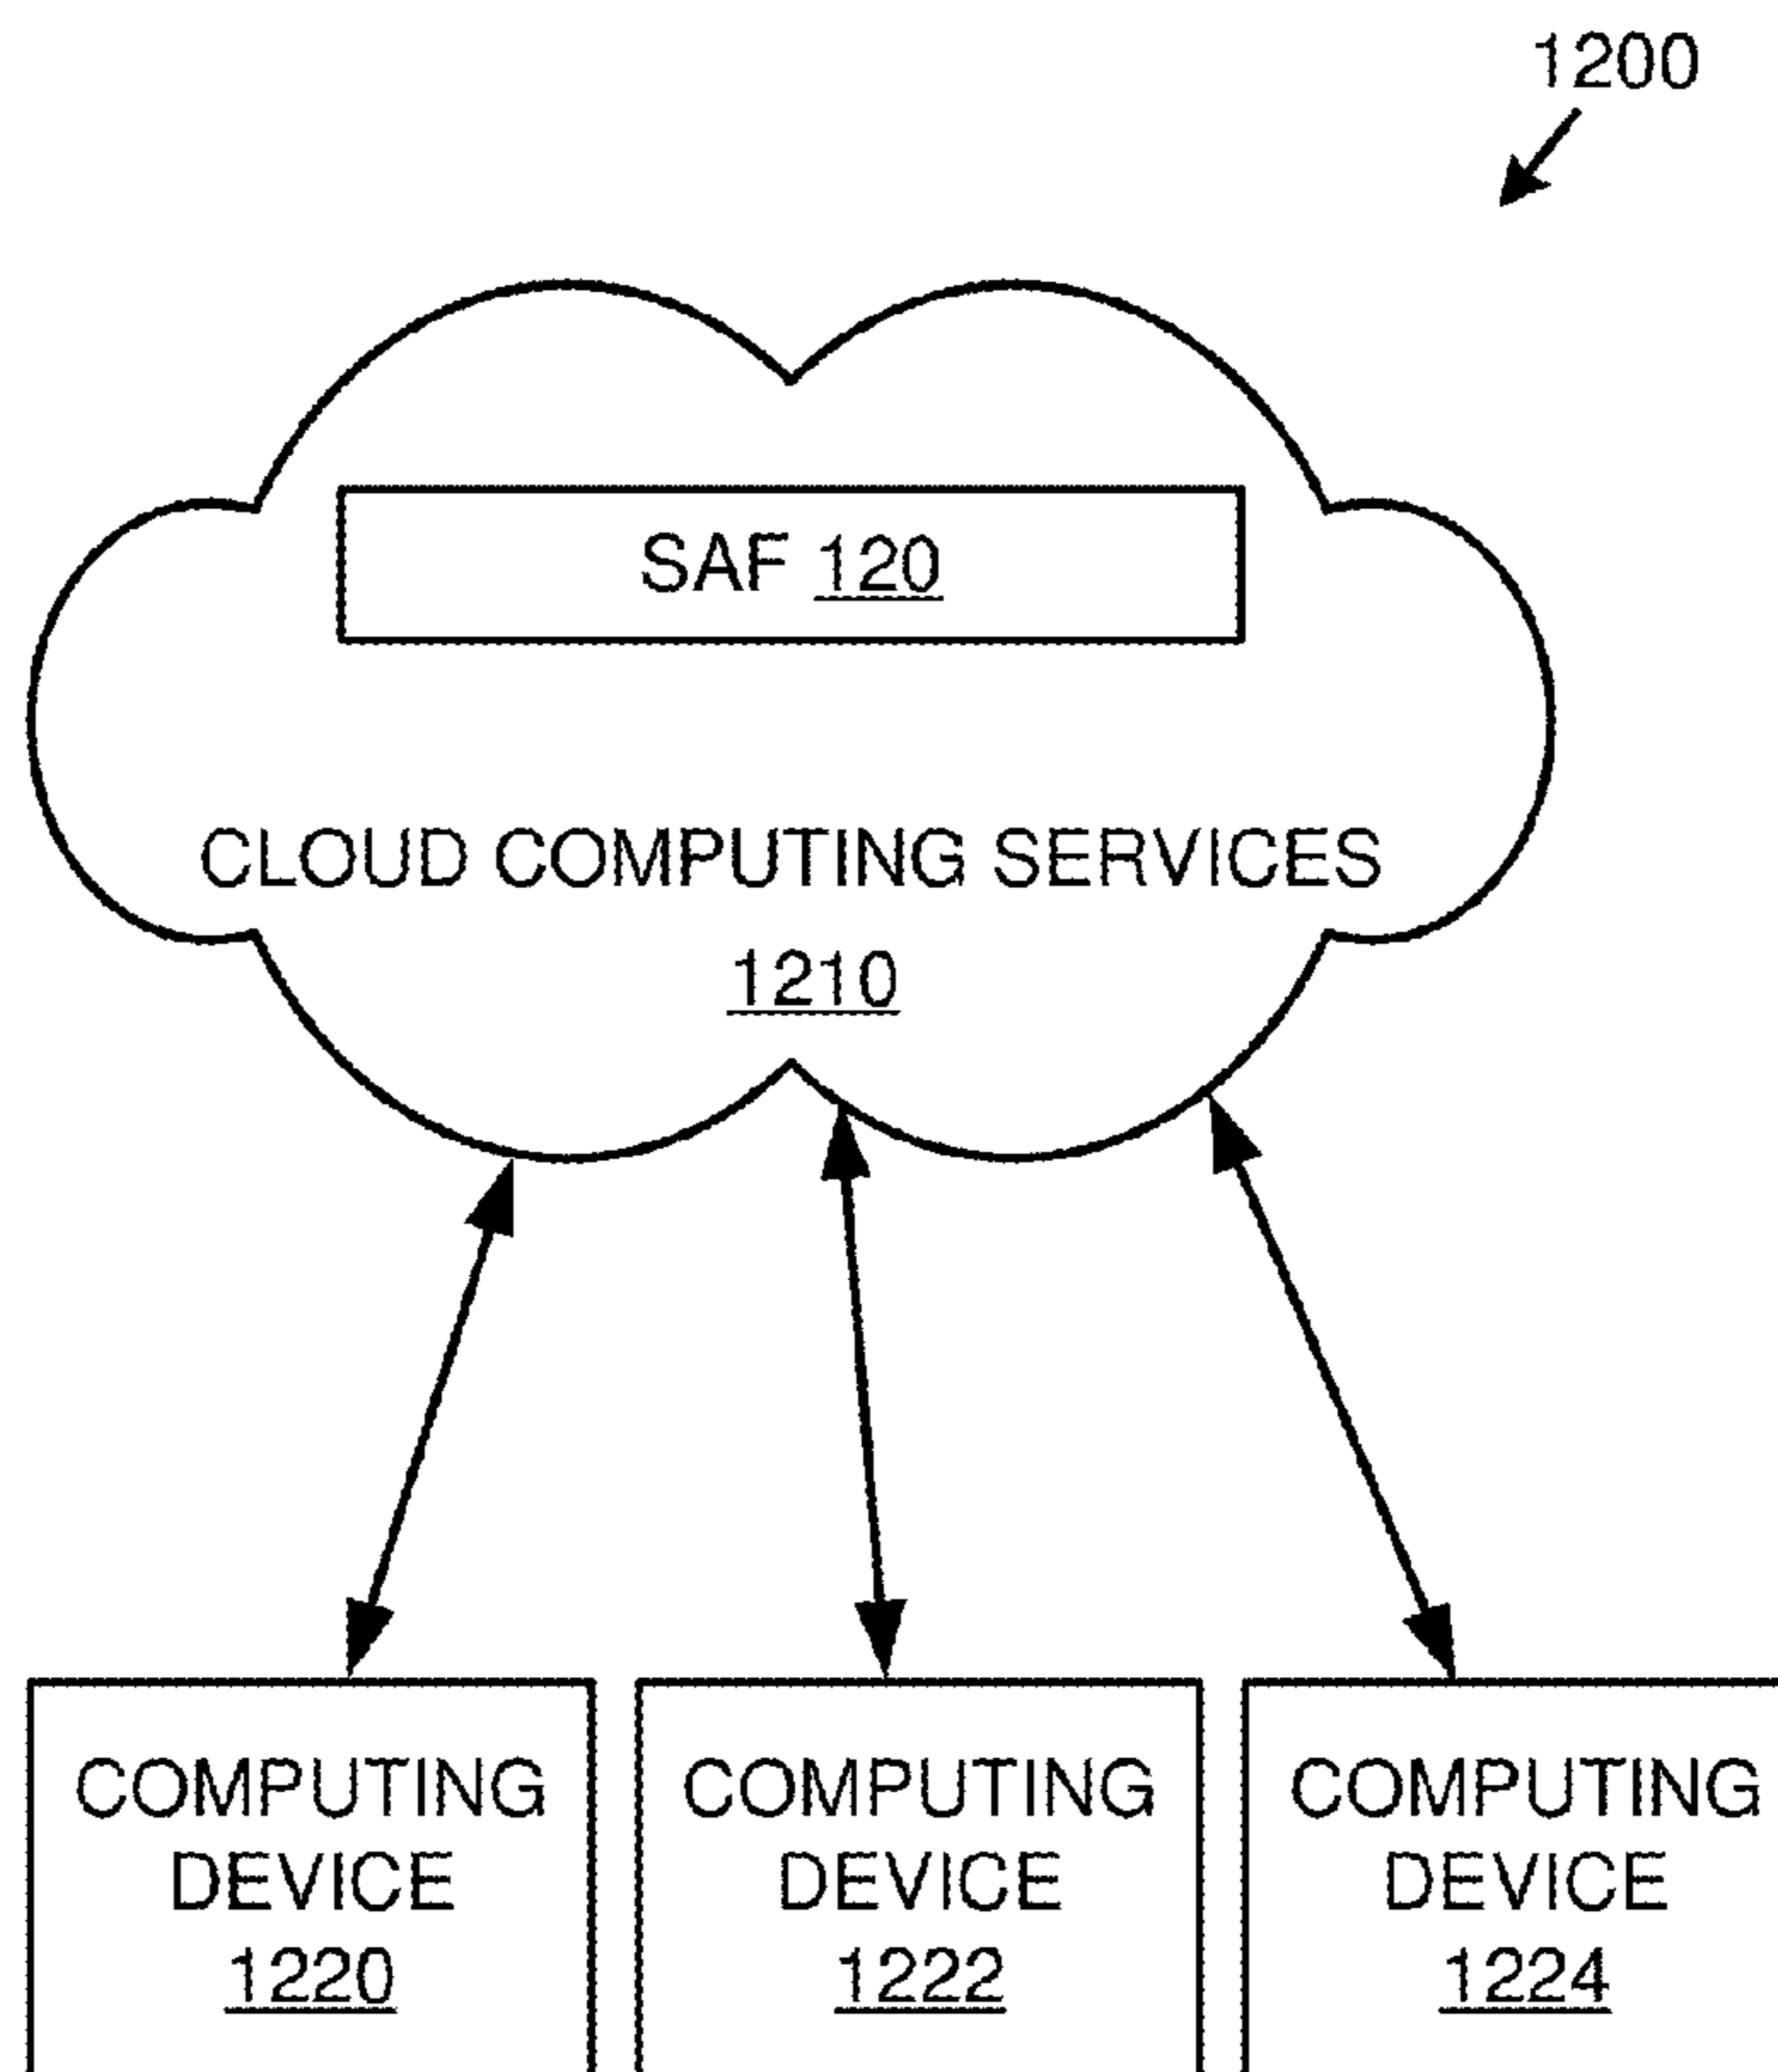 1200
SAF 120
CLOUD COMPUTING SERVICES
1210
COMPUTING
DEVICE
1220
COMPUTING
DEVICE
1222
COMPUTING
DEVICE
1224